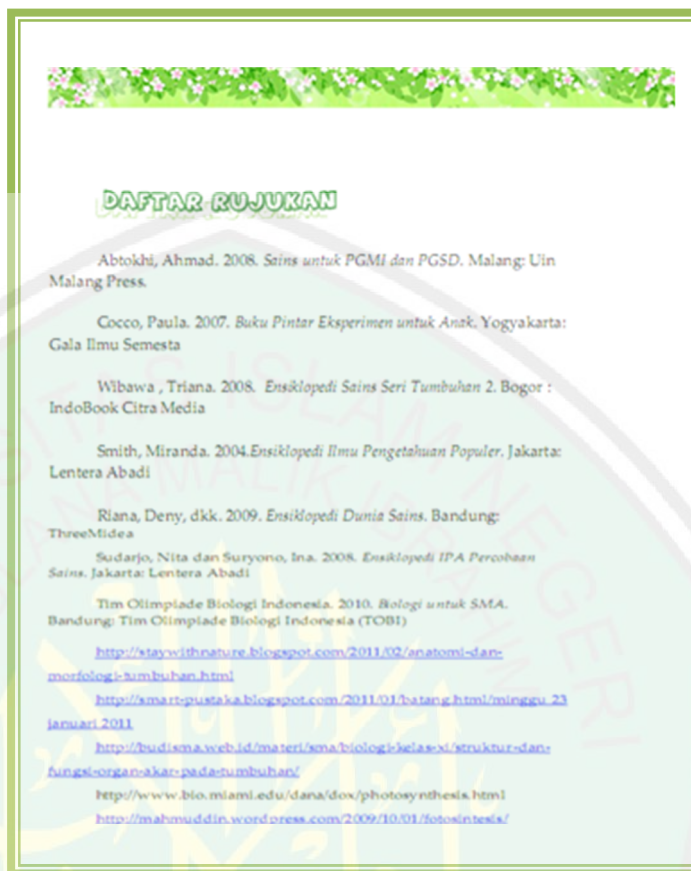 DAFTAR RUJUKAN
Abtokhi, Ahmad. 2008. Sains untuk PGMI dan PGSD. Malang: Uin
Malang Press.
Cocco, Paula. 2007. Buku Pintar Eksperimen untuk Anak. Yogyakarta:
Gala Ilmu Semesta
Wibawa , Triana. 2008. Ensiklopedi Sains Seri Tumbuhan 2. Bogor :
IndoBook Citra Media
Smith, Miranda. 2004.Ensiklopedi Ilmu Pengetahuan Populer. Jakarta:
Lentera Abadi
Riana, Deny, dkk. 2009. Ensiklopedi Dunia Sains. Bandung:
ThreeMidea
Sudarjo, Nita dan Suryono, Ina. 2008. Ensiklopedi IPA Percobaan
Sains. Jakarta: Lentera Abadi
Tim Olimpiade Biologi Indonesia. 2010. Biologi untuk SMA.
Bandung: Tim Olimpiade Biologi Indonesia (TOBI)
http://staywithnature.blogspot.com/2011/02/anatomi-dan-
morfologi-tumbuhan.html
http://smart-pustaka.blogspot.com/2011/01/batang.html/minggu 23
januari 2011
http://budisma.web.id/materi/sma/biologi-kelas-xi/struktur-dan-
fungsi-organ-akar-pada-tumbuhan/
http://www.bio.miami.edu/dana/dox/photosynthesis.html
http://mahmuddin.wordpress.com/2009/10/01/fotosintesis/